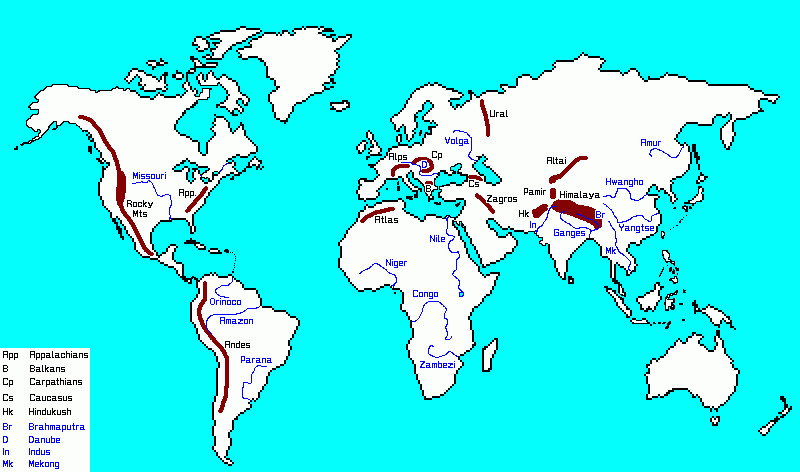 Ural
Volga
Amur
Alps
Cp
D
Altai
Missouri
Cs
Hwangho
B
Pamir
Himalaya
App.
Zagros
Rocky
Mts
Hk
Br
Atlas
In
Ganges
Yangtse
Nile
Mk
Niger
Orinoco
Congo
Amazon
Andes
Parana
Zambezi
App Appalachians
B Balkans
Cp Carpathians
Cs Caucasus
Hk Hindukush
Br Brahmaputra
D Danube
In Indus
Mk Mekong